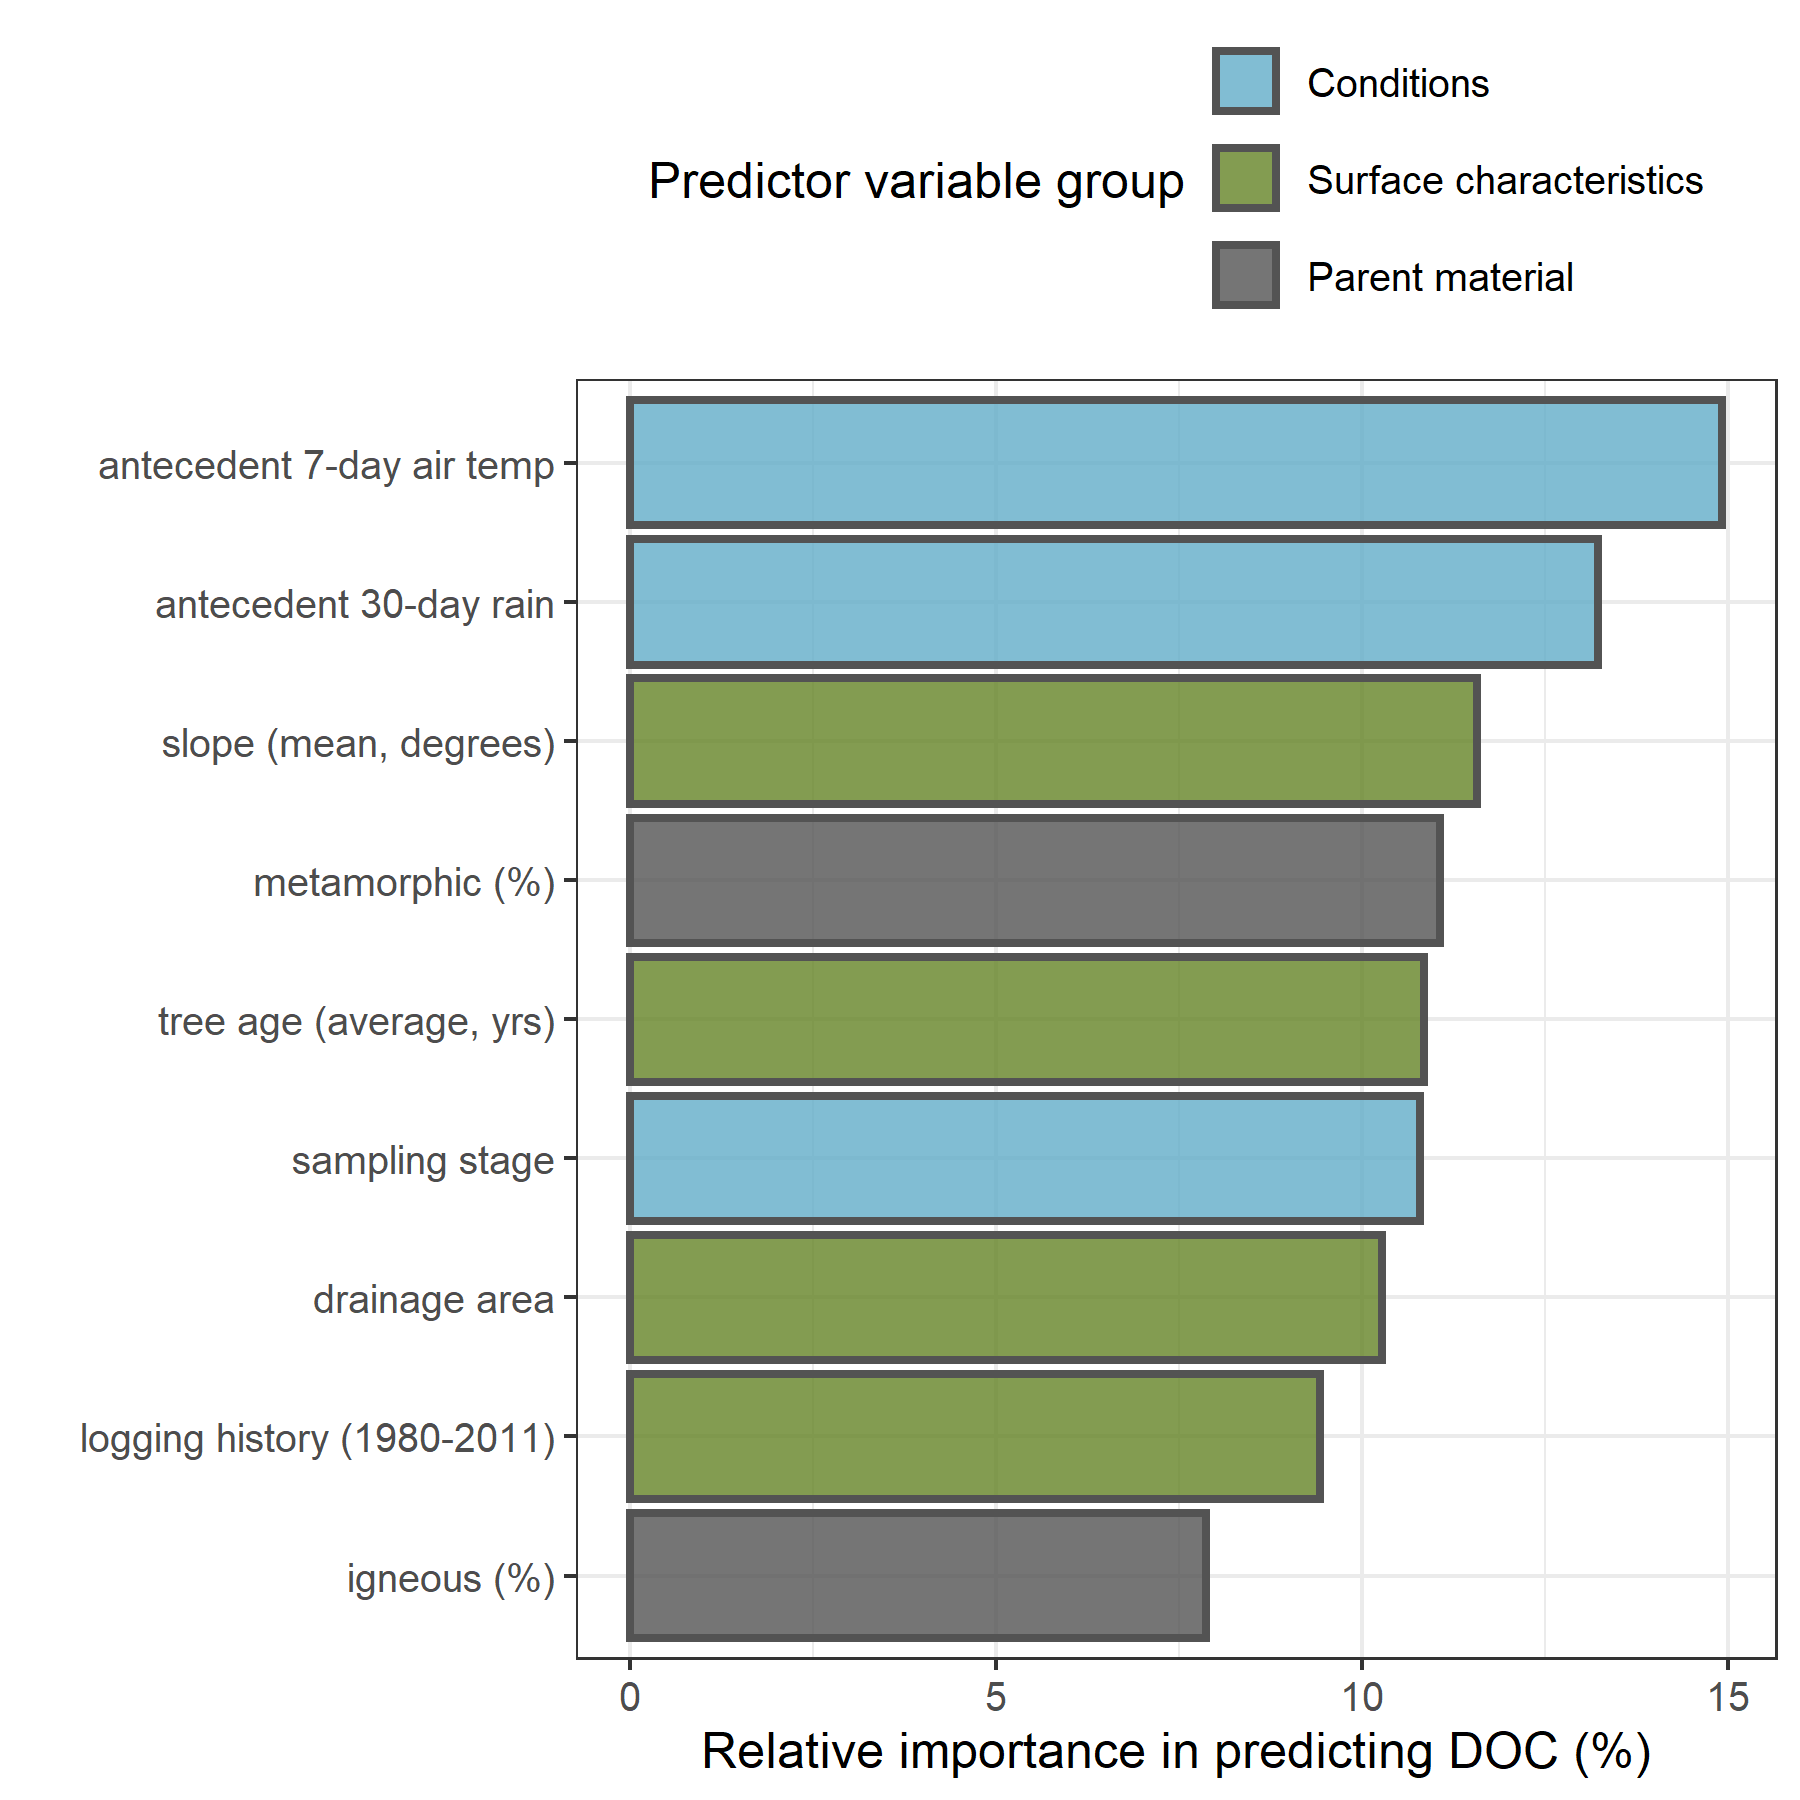 Conditions
Predictor variable group
Surface characteristics
Parent material
antecedent 7-day air temp
antecedent 30-day rain
slope (mean, degrees)
metamorphic (%)
tree age (average, yrs)
sampling stage
drainage area
logging history (1980-2011)
igneous (%)
0 5 10 15
Relative importance in predicting DOC (%)